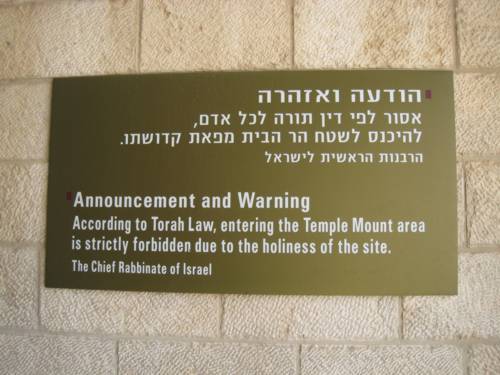 הודעה ואזהרה
אסור לפי דין תורה לכל אדם,
להיכנס לשטח הר הבית מפאת קדושתו.
הרבנות הראשית לישראל
Announcement and Warning
According to Torah Law, entering the Temple Mount area
is strictly forbidden due to the holiness of the site.
The Chief Rabbinate of Israel